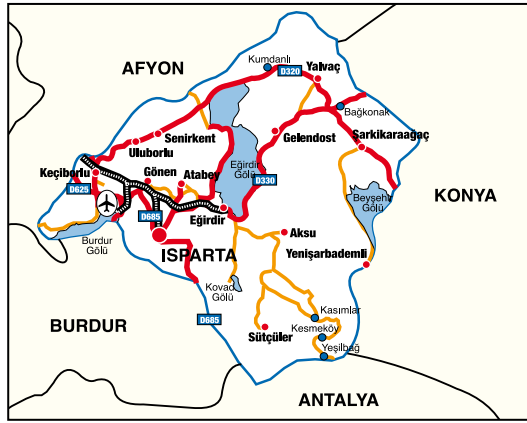 AFYON
Kumdanlı
D320
Yalvaç
Bağkonak
Senirkent
Uluborlu
Gelendost
Şarkikaraağaç
Keçiborlu
Gönen
Atabey
Eğirdir
Gölü
D330
D625
KONYA
Beyşehir
Gölü
D685
Eğirdir
Burdur
Gölü
ISPARTA
Aksu
Yenişarbademli
Kovada
Gölü
Kasımlar
D685
BURDUR
Sütçüler
Kesmeköy
Yeşilbağ
ANTALYA